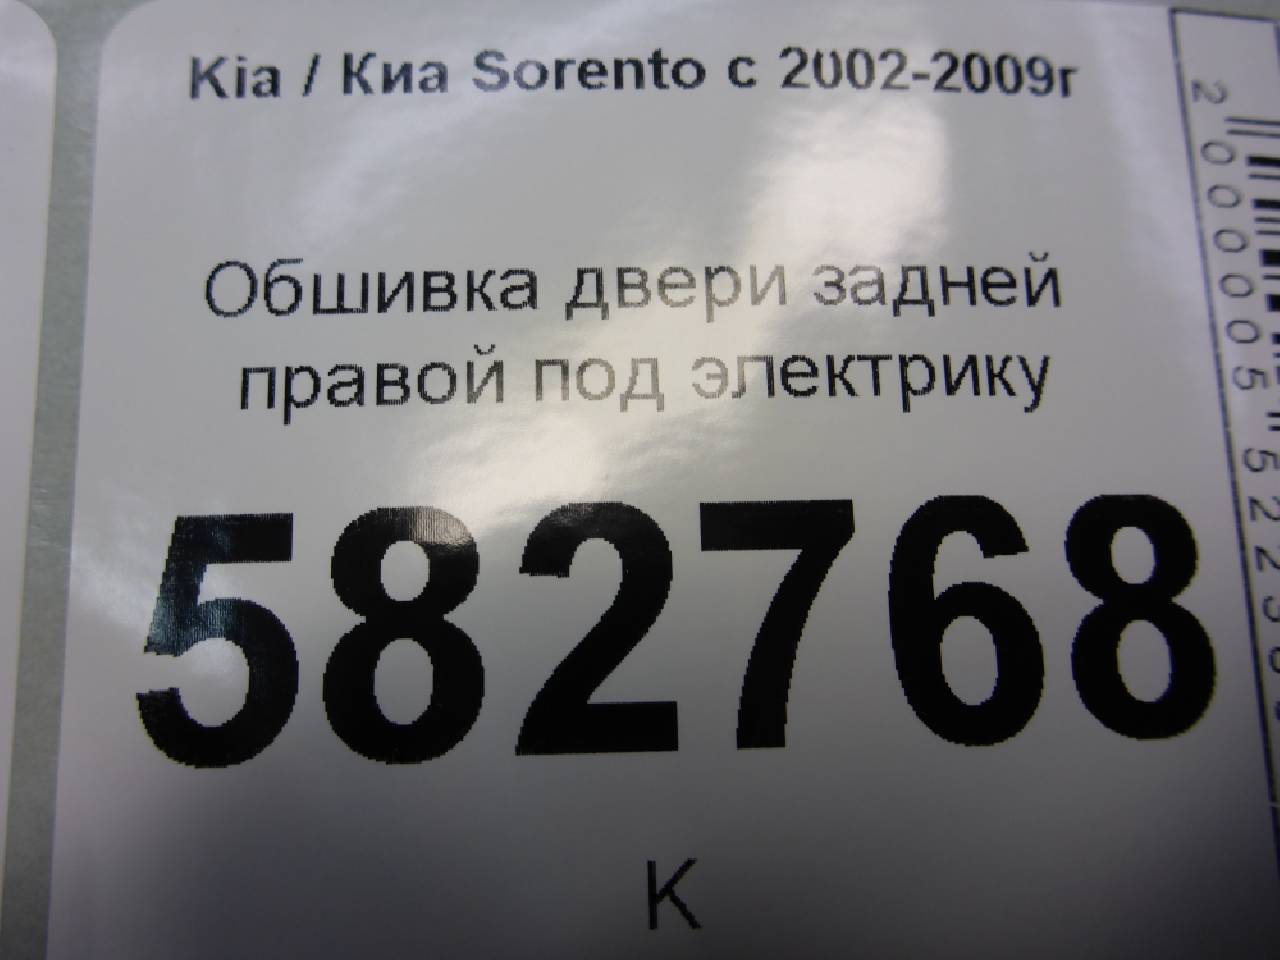 Kia / Киа Sorento с 2002-2009г
Обшивка двери задней
правой под электрику
582768
К